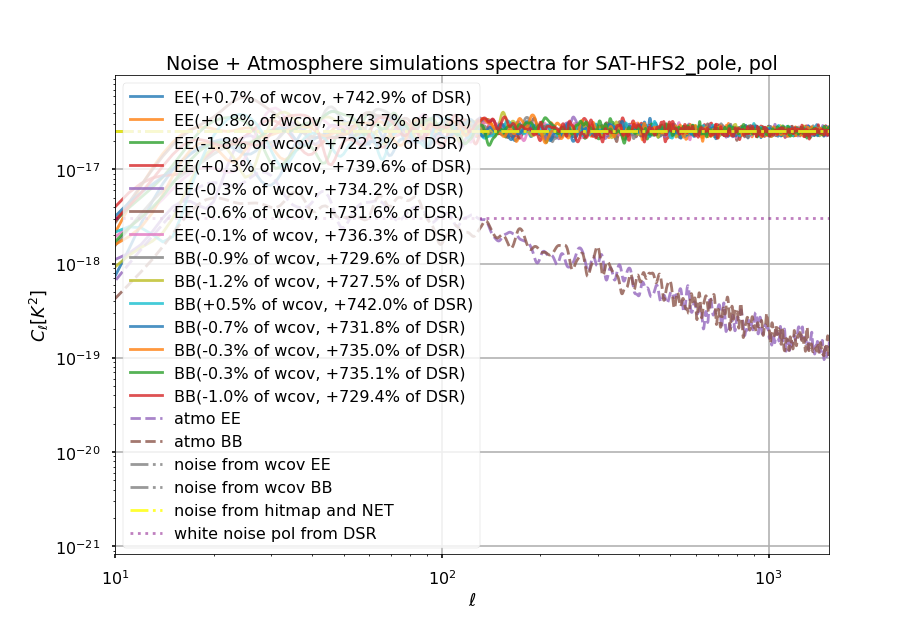 Noise + Atmosphere simulations spectra for SAT-HFS2_pole, pol
EE(+0.7% of wcov, +742.9% of DSR)
EE(+0.8% of wcov, +743.7% of DSR)
EE(-1.8% of wcov, +722.3% of DSR)
EE(+0.3% of wcov, +739.6% of DSR)
EE(-0.3% of wcov, +734.2% of DSR)
EE(-0.6% of wcov, +731.6% of DSR)
EE(-0.1% of wcov, +736.3% of DSR)
BB(-0.9% of wcov, +729.6% of DSR)
BB(-1.2% of wcov, +727.5% of DSR)
BB(+0.5% of wcov, +742.0% of DSR)
BB(-0.7% of wcov, +731.8% of DSR)
BB(-0.3% of wcov, +735.0% of DSR)
BB(-0.3% of wcov, +735.1% of DSR)
BB(-1.0% of wcov, +729.4% of DSR)
atmo EE
atmo BB
noise from wcov EE
noise from wcov BB
noise from hitmap and NET
white noise pol from DSR
10⁻¹⁷
10⁻¹⁸
10⁻¹⁹
10⁻²⁰
10⁻²¹
C_ℓ[K²]
10¹ 10² 10³
ℓ